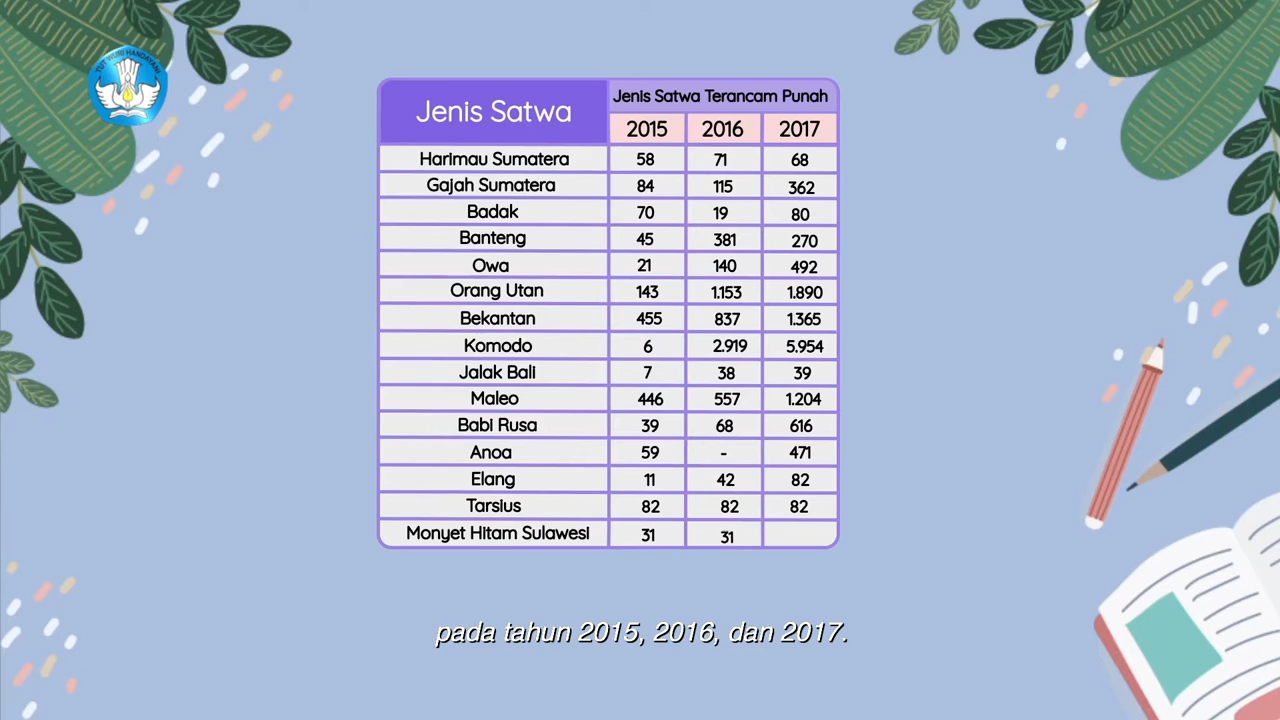 TUT WURI HANDAYANI
Jenis Satwa
Jenis Satwa Terancam Punah
2015 2016 2017
Harimau Sumatera 58 71 68
Gajah Sumatera 84 115 362
Badak 70 19 80
Banteng 45 381 270
Owa 21 140 492
Orang Utan 143 1.153 1.890
Bekantan 455 837 1.365
Komodo 6 2.919 5.954
Jalak Bali 7 38 39
Maleo 446 557 1.204
Babi Rusa 39 68 616
Anoa 59 - 471
Elang 11 42 82
Tarsius 82 82 82
Monyet Hitam Sulawesi 31 31
pada tahun 2015, 2016, dan 2017.